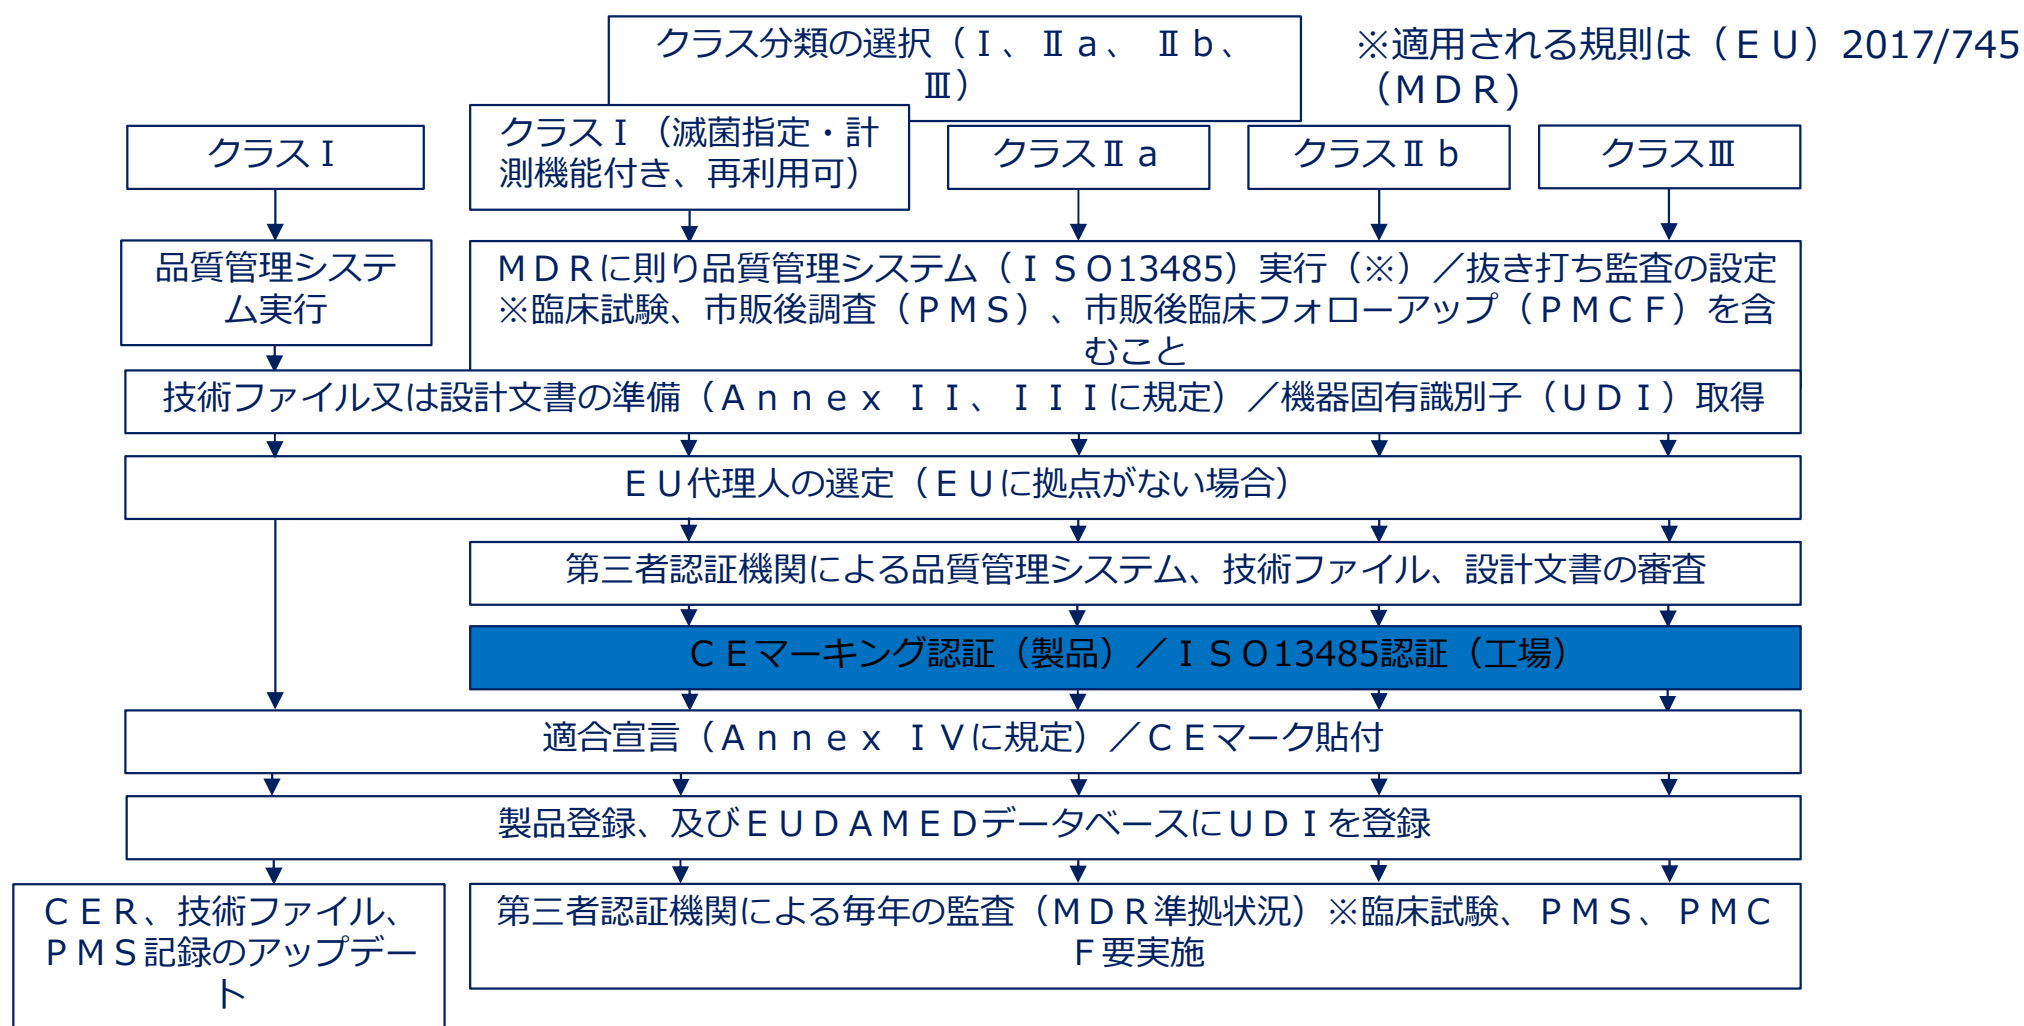 クラス分類の選択（Ⅰ、Ⅱａ、 Ⅱｂ、
Ⅲ）
※適用される規則は（ＥＵ）2017/745
（ＭＤＲ)
クラスⅠ
クラスⅠ（滅菌指定・計
測機能付き、再利用可）
クラスⅡａ
クラスⅡｂ
クラスⅢ
品質管理システ
ム実行
ＭＤＲに則り品質管理システム（ＩＳＯ13485）実行（※）／抜き打ち監査の設定
※臨床試験、市販後調査（ＰＭＳ）、市販後臨床フォローアップ（ＰＭＣＦ）を含
むこと
技術ファイル又は設計文書の準備（Ａｎｎｅｘ ＩＩ、ＩＩＩに規定）／機器固有識別子（ＵＤＩ）取得
ＥＵ代理人の選定（ＥＵに拠点がない場合）
第三者認証機関による品質管理システム、技術ファイル、設計文書の審査
ＣＥマーキング認証（製品）／ＩＳＯ13485認証（工場）
適合宣言（Ａｎｎｅｘ ＩＶに規定）／ＣＥマーク貼付
製品登録、及びＥＵＤＡＭＥＤデータベースにＵＤＩを登録
ＣＥＲ、技術ファイル、
ＰＭＳ記録のアップデー
ト
第三者認証機関による毎年の監査（ＭＤＲ準拠状況）※臨床試験、ＰＭＳ、ＰＭＣ
Ｆ要実施